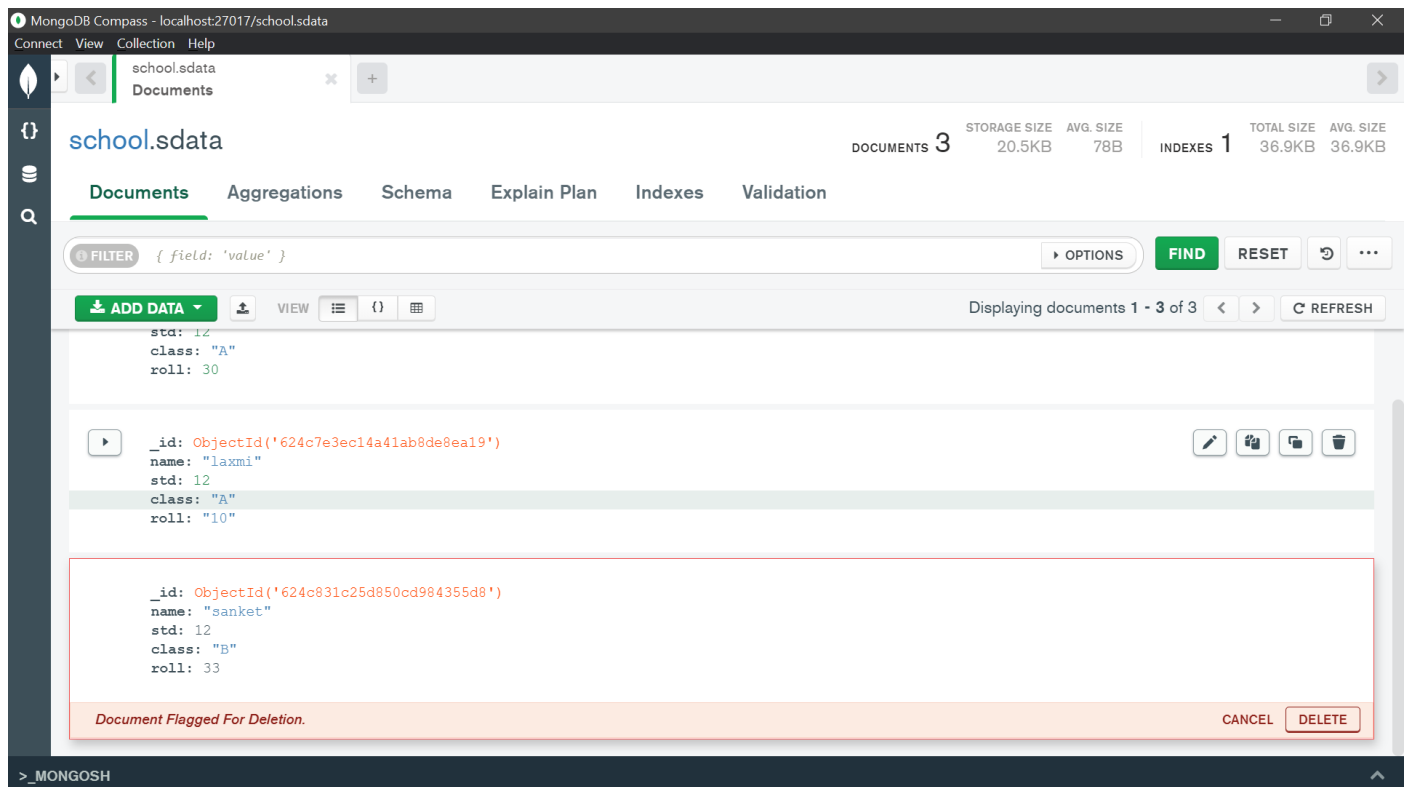 MongoDB Compass - localhost:27017/school.sdata
Connect View Collection Help
school.sdata
Documents
school.sdata
DOCUMENTS 3 STORAGE SIZE 20.5KB AVG. SIZE 78B INDEXES 1 TOTAL SIZE 36.9KB AVG. SIZE 36.9KB
Documents Aggregations Schema Explain Plan Indexes Validation
FILTER { field: 'value' } OPTIONS FIND RESET ...
ADD DATA VIEW {} Displaying documents 1 - 3 of 3 REFRESH
std: 12
class: "A"
roll: 30
_id: ObjectId('624c7e3ec14a41ab8de8ea19')
name: "laxmi"
std: 12
class: "A"
roll: "10"
_id: ObjectId('624c831c25d850cd984355d8')
name: "sanket"
std: 12
class: "B"
roll: 33
Document Flagged For Deletion. CANCEL DELETE
>_MONGOSH